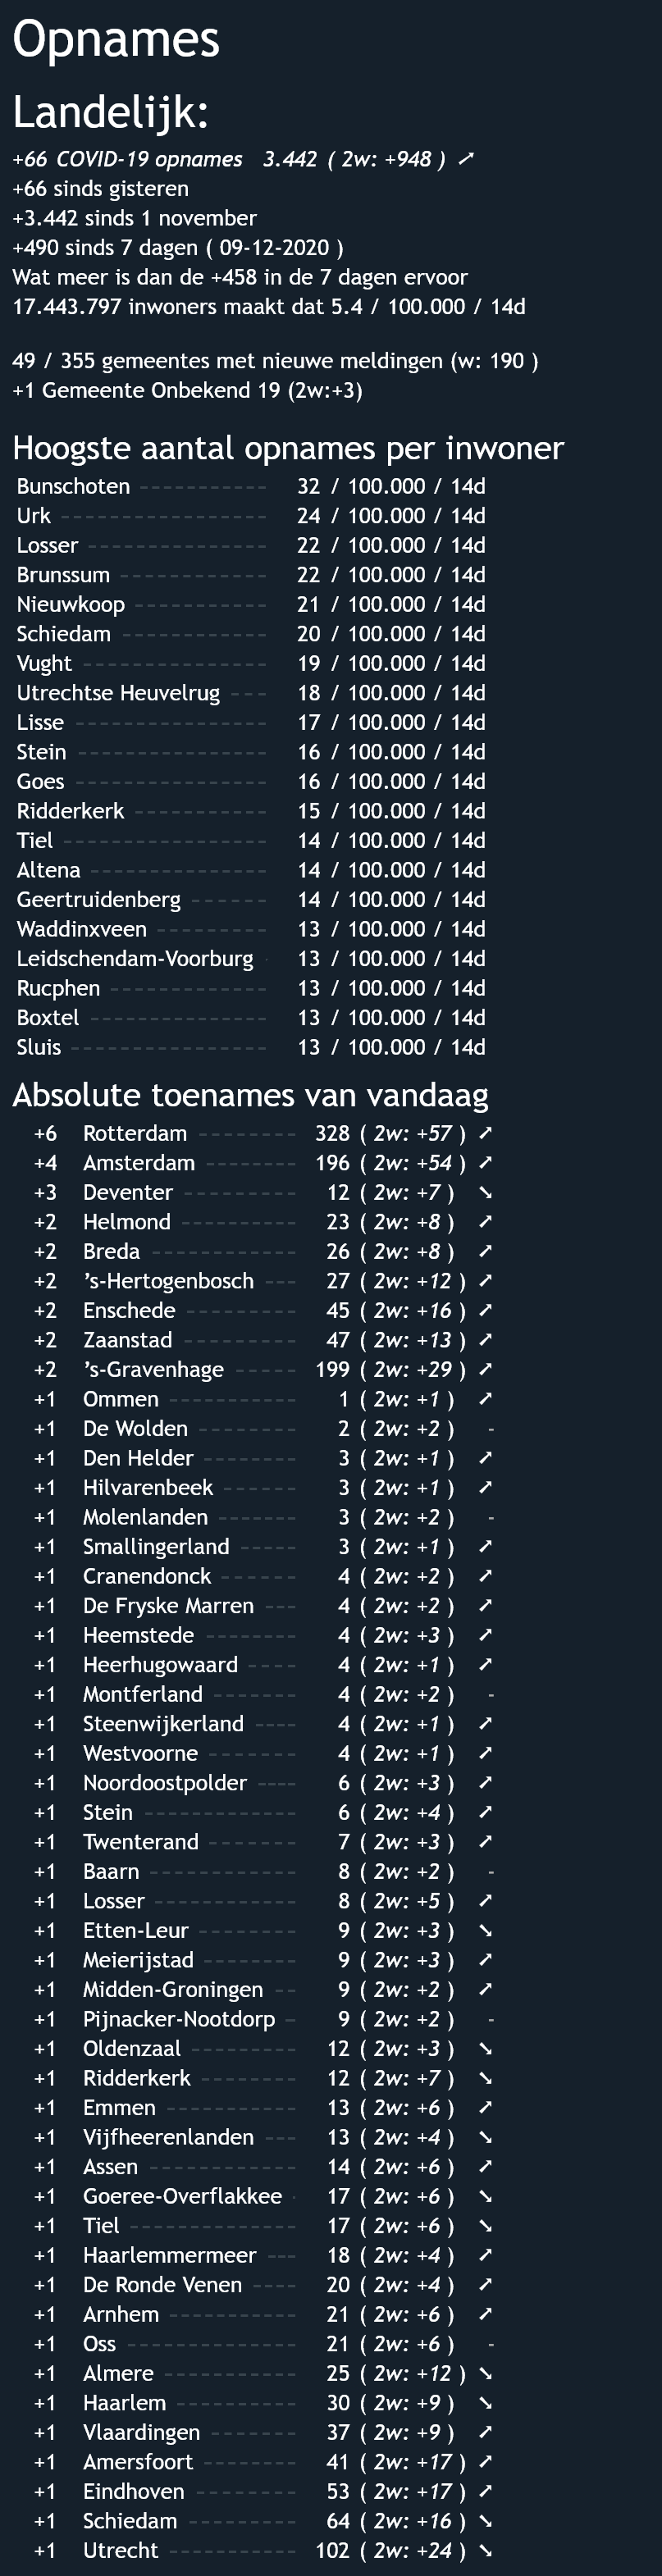 Opnames
Landelijk:
+66 COVID-19 opnames 3.442 ( 2w: +948 ) ➚
+66 sinds gisteren
+3.442 sinds 1 november
+490 sinds 7 dagen ( 09-12-2020 )
Wat meer is dan de +458 in de 7 dagen ervoor
17.443.797 inwoners maakt dat 5.4 / 100.000 / 14d
49 / 355 gemeentes met nieuwe meldingen (w: 190 )
+1 Gemeente Onbekend 19 (2w:+3)
Hoogste aantal opnames per inwoner
Bunschoten ----------- 32 / 100.000 / 14d
Urk ------------------ 24 / 100.000 / 14d
Losser --------------- 22 / 100.000 / 14d
Brunssum ------------ 22 / 100.000 / 14d
Nieuwkoop ----------- 21 / 100.000 / 14d
Schiedam ------------ 20 / 100.000 / 14d
Vught ---------------- 19 / 100.000 / 14d
Utrechtse Heuvelrug --- 18 / 100.000 / 14d
Lisse ---------------- 17 / 100.000 / 14d
Stein ---------------- 16 / 100.000 / 14d
Goes ---------------- 16 / 100.000 / 14d
Ridderkerk ----------- 15 / 100.000 / 14d
Tiel ----------------- 14 / 100.000 / 14d
Altena --------------- 14 / 100.000 / 14d
Geertruidenberg ------ 14 / 100.000 / 14d
Waddinxveen --------- 13 / 100.000 / 14d
Leidschendam-Voorburg - 13 / 100.000 / 14d
Rucphen ------------- 13 / 100.000 / 14d
Boxtel --------------- 13 / 100.000 / 14d
Sluis ---------------- 13 / 100.000 / 14d
Absolute toenames van vandaag
+6 Rotterdam -------- 328 ( 2w: +57 ) ➚
+4 Amsterdam ------- 196 ( 2w: +54 ) ➚
+3 Deventer --------- 12 ( 2w: +7 ) ➘
+2 Helmond --------- 23 ( 2w: +8 ) ➚
+2 Breda ------------ 26 ( 2w: +8 ) ➚
+2 's-Hertogenbosch --- 27 ( 2w: +12 ) ➚
+2 Enschede --------- 45 ( 2w: +16 ) ➚
+2 Zaanstad --------- 47 ( 2w: +13 ) ➚
+2 's-Gravenhage ----- 199 ( 2w: +29 ) ➚
+1 Ommen ---------- 1 ( 2w: +1 ) ➚
+1 De Wolden -------- 2 ( 2w: +2 ) -
+1 Den Helder ------- 3 ( 2w: +1 ) ➚
+1 Hilvarenbeek ------ 3 ( 2w: +1 ) ➚
+1 Molenlanden ------ 3 ( 2w: +2 ) -
+1 Smallingerland ----- 3 ( 2w: +1 ) ➚
+1 Cranendonck ------ 4 ( 2w: +2 ) ➚
+1 De Fryske Marren --- 4 ( 2w: +2 ) ➚
+1 Heemstede ------- 4 ( 2w: +3 ) ➚
+1 Heerhugowaard ---- 4 ( 2w: +1 ) ➚
+1 Montferland ------- 4 ( 2w: +2 ) -
+1 Steenwijkerland ---- 4 ( 2w: +1 ) ➚
+1 Westvoorne ------- 4 ( 2w: +1 ) ➚
+1 Noordoostpolder ---- 6 ( 2w: +3 ) ➚
+1 Stein ------------ 6 ( 2w: +4 ) ➚
+1 Twenterand ------- 7 ( 2w: +3 ) ➚
+1 Baarn ------------ 8 ( 2w: +2 ) -
+1 Losser ----------- 8 ( 2w: +5 ) ➚
+1 Etten-Leur -------- 9 ( 2w: +3 ) ➘
+1 Meierijstad -------- 9 ( 2w: +3 ) ➚
+1 Midden-Groningen -- 9 ( 2w: +2 ) ➚
+1 Pijnacker-Nootdorp - 9 ( 2w: +2 ) -
+1 Oldenzaal --------- 12 ( 2w: +3 ) ➘
+1 Ridderkerk -------- 12 ( 2w: +7 ) ➘
+1 Emmen ---------- 13 ( 2w: +6 ) ➚
+1 Vijfheerenlanden --- 13 ( 2w: +4 ) ➘
+1 Assen ------------ 14 ( 2w: +6 ) ➚
+1 Goeree-Overflakkee - 17 ( 2w: +6 ) ➘
+1 Tiel ------------- 17 ( 2w: +6 ) ➘
+1 Haarlemmermeer --- 18 ( 2w: +4 ) ➚
+1 De Ronde Venen ---- 20 ( 2w: +4 ) ➚
+1 Arnhem ---------- 21 ( 2w: +6 ) ➚
+1 Oss ------------- 21 ( 2w: +6 ) -
+1 Almere ----------- 25 ( 2w: +12 ) ➘
+1 Haarlem ---------- 30 ( 2w: +9 ) ➘
+1 Vlaardingen ------- 37 ( 2w: +9 ) ➚
+1 Amersfoort -------- 41 ( 2w: +17 ) ➚
+1 Eindhoven -------- 53 ( 2w: +17 ) ➚
+1 Schiedam --------- 64 ( 2w: +16 ) ➘
+1 Utrecht ---------- 102 ( 2w: +24 ) ➘